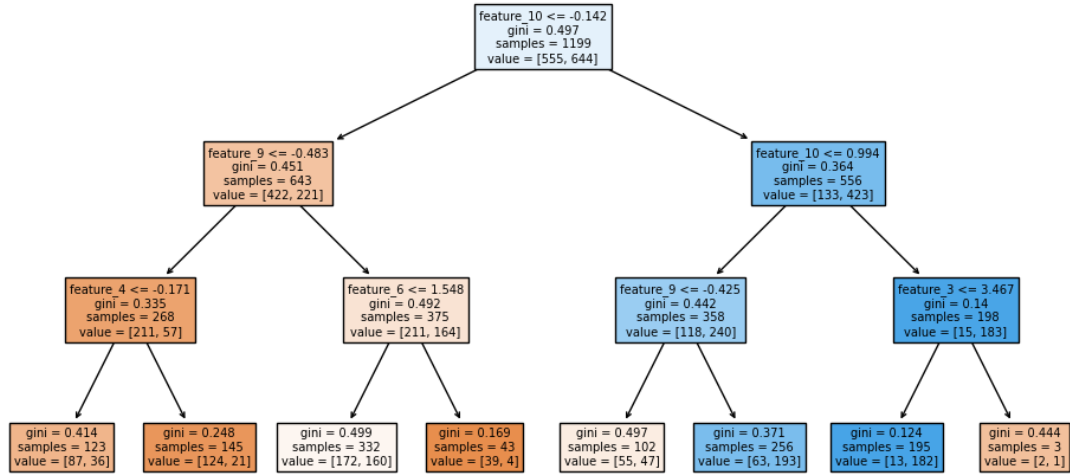 feature_10 <= -0.142
gini = 0.497
samples = 1199
value = [555, 644]
feature_9 <= -0.483
gini = 0.451
samples = 643
value = [422, 221]
feature_10 <= 0.994
gini = 0.364
samples = 556
value = [133, 423]
feature_4 <= -0.171
gini = 0.335
samples = 268
value = [211, 57]
feature_6 <= 1.548
gini = 0.492
samples = 375
value = [211, 164]
feature_9 <= -0.425
gini = 0.442
samples = 358
value = [118, 240]
feature_3 <= 3.467
gini = 0.14
samples = 198
value = [15, 183]
gini = 0.414
samples = 123
value = [87, 36]
gini = 0.248
samples = 145
value = [124, 21]
gini = 0.499
samples = 332
value = [172, 160]
gini = 0.169
samples = 43
value = [39, 4]
gini = 0.497
samples = 102
value = [55, 47]
gini = 0.371
samples = 256
value = [63, 193]
gini = 0.124
samples = 195
value = [13, 182]
gini = 0.444
samples = 3
value = [2, 1]